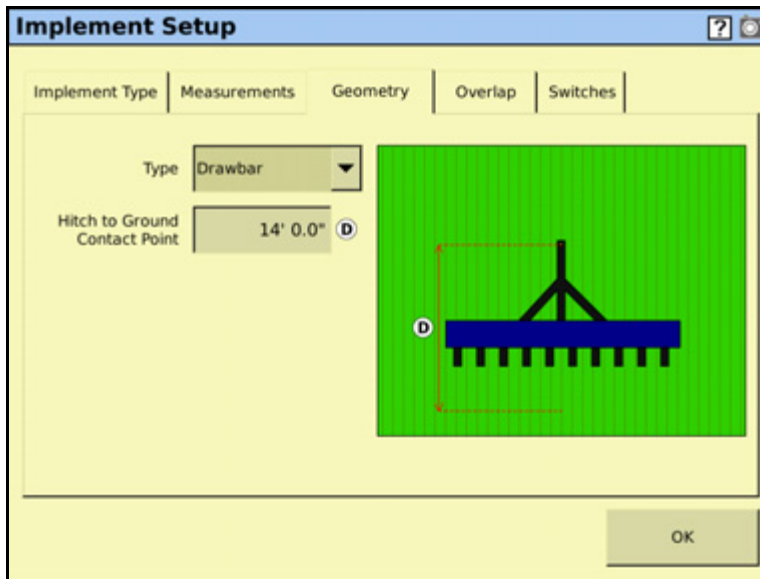 Implement Setup
?
Implement Type
Measurements
Geometry
Overlap
Switches
Type
Drawbar
Hitch to Ground
Contact Point
14' 0.0"
D
D
OK